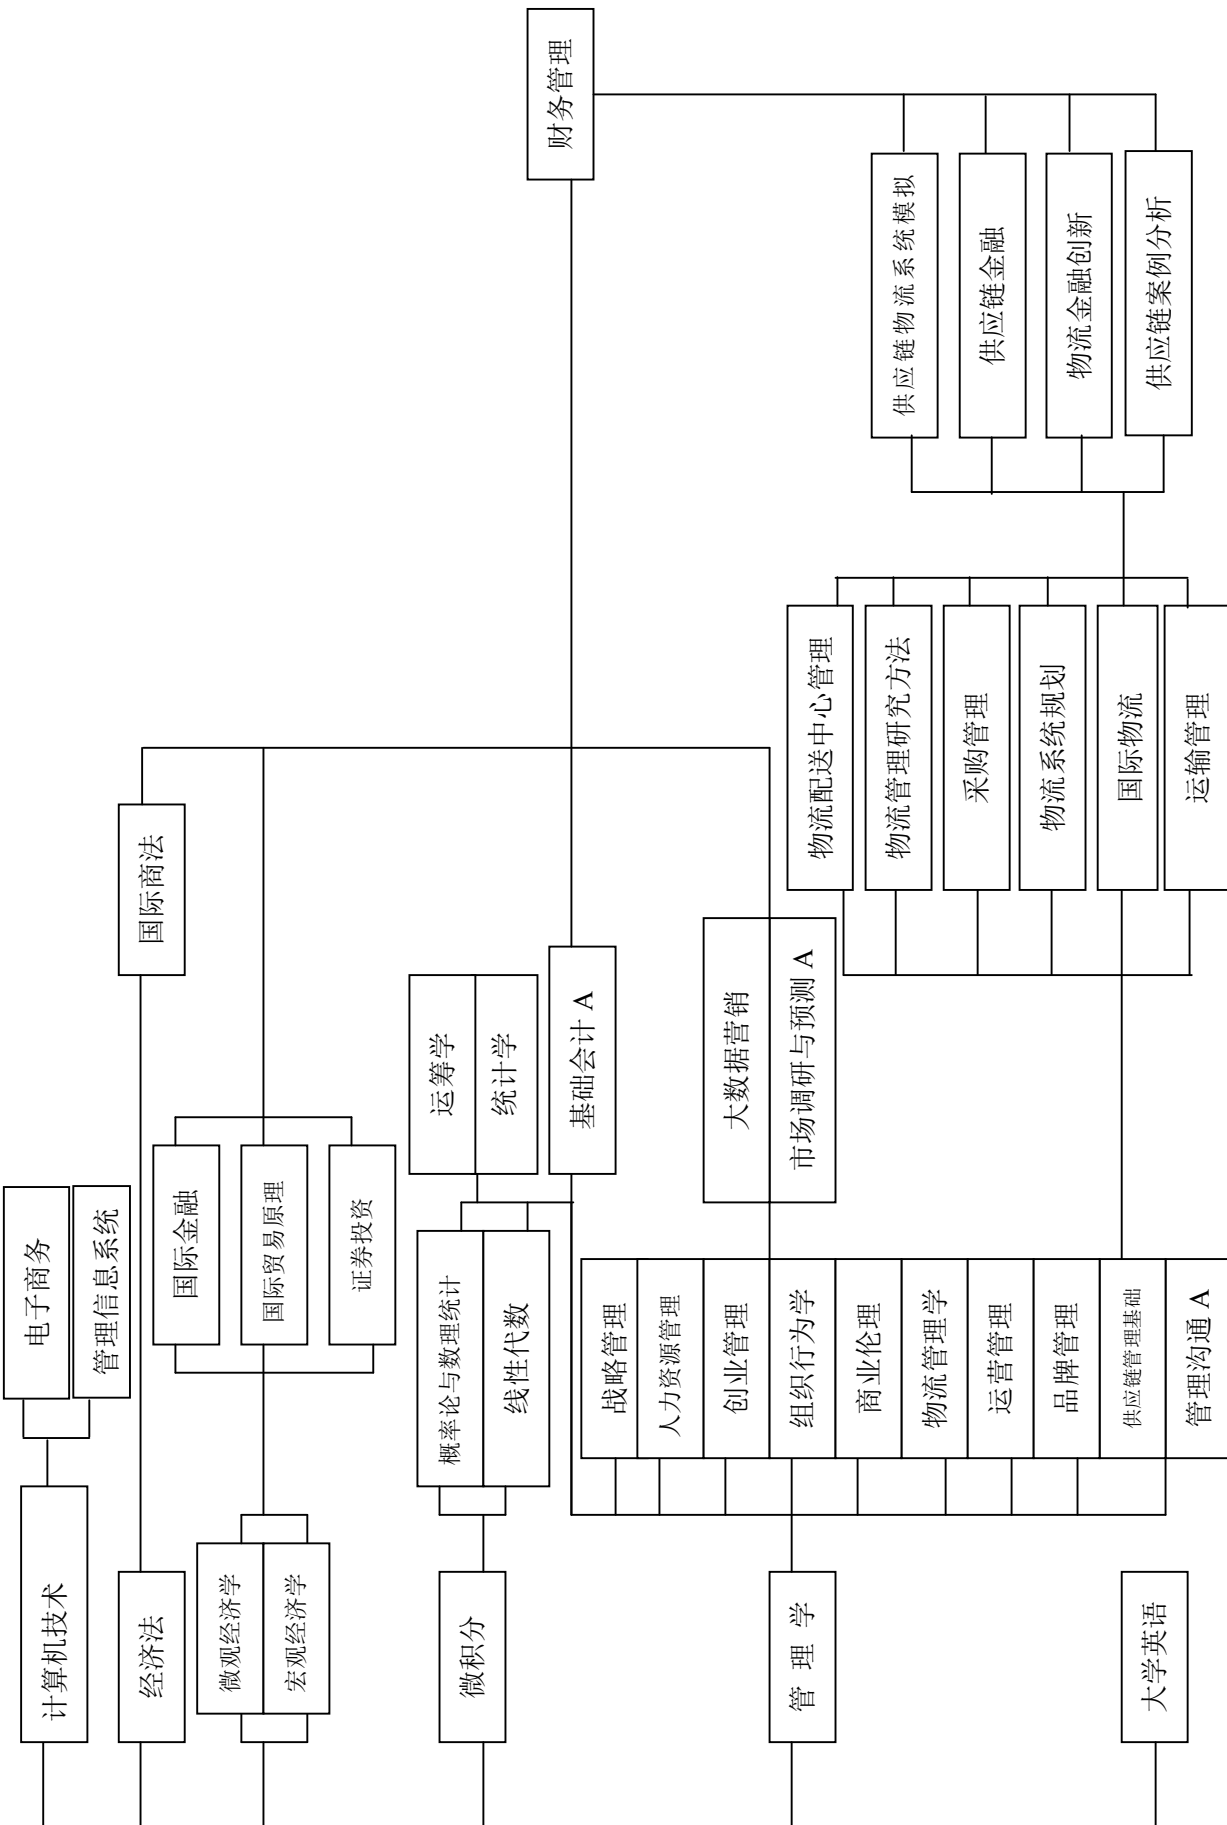 计算机技术
电子商务
管理信息系统
经济法
国际商法
微观经济学
宏观经济学
国际金融
国际贸易原理
证券投资
微积分
概率论与数理统计
线性代数
运筹学
统计学
基础会计 A
财务管理
管 理 学
战略管理
人力资源管理
创业管理
组织行为学
商业伦理
物流管理学
运营管理
品牌管理
供应链管理基础
管理沟通 A
大数据营销
市场调研与预测 A
物流配送中心管理
物流管理研究方法
采购管理
物流系统规划
国际物流
运输管理
供应链物流系统模拟
供应链金融
物流金融创新
供应链案例分析
大学英语